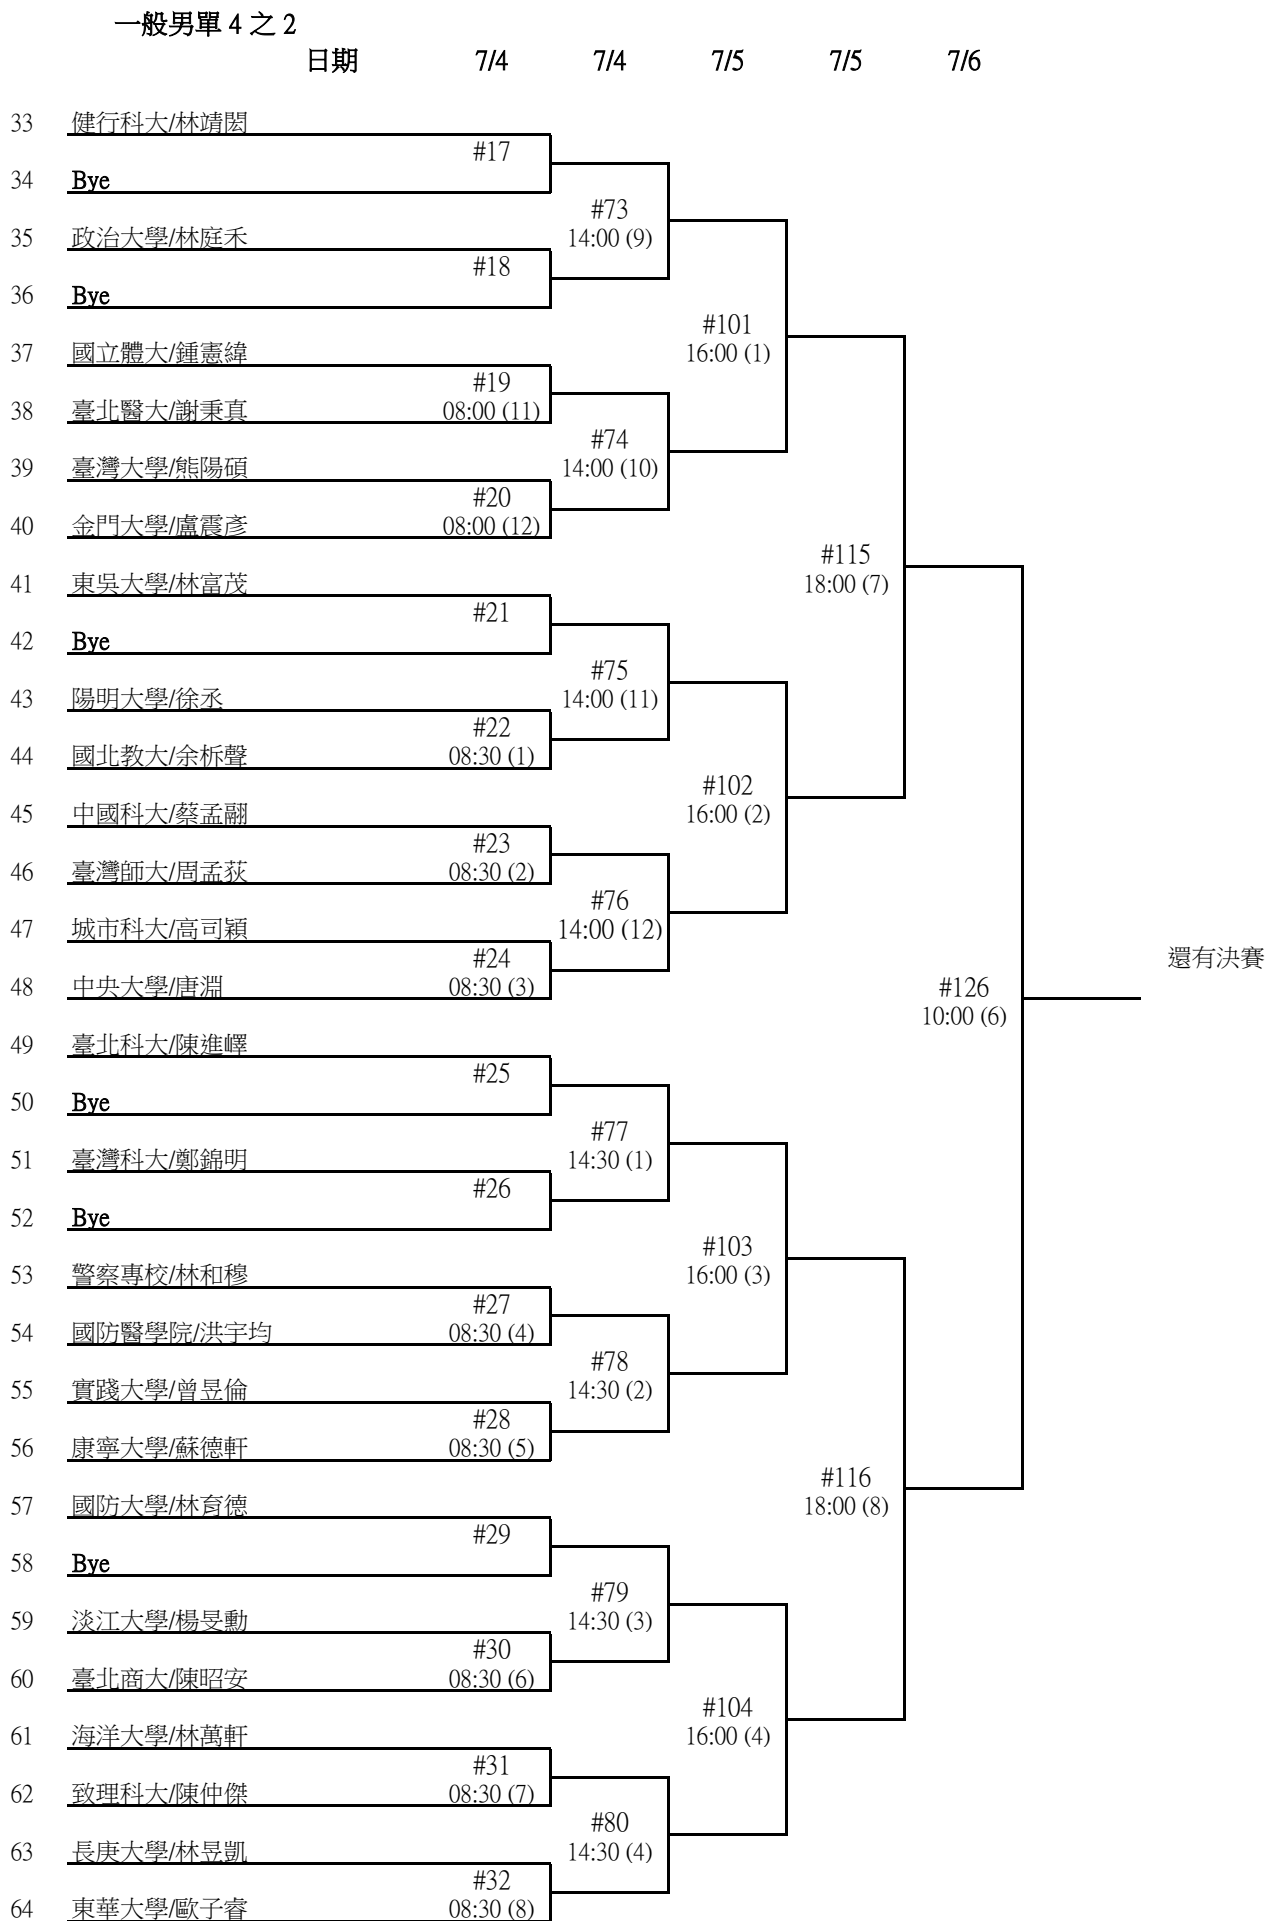 一般男單 4 之 2
日期 7/4 7/4 7/5 7/5 7/6
33 健行科大/林靖閎
#17
34 Bye
#73
35 政治大學/林庭禾
14:00 (9)
#18
36 Bye
#101
37 國立體大/鍾憲緯
16:00 (1)
#19
38 臺北醫大/謝秉真
08:00 (11)
#74
39 臺灣大學/熊陽碩
14:00 (10)
#20
40 金門大學/盧震彥
08:00 (12)
#115
41 東吳大學/林富茂
18:00 (7)
#21
42 Bye
#75
43 陽明大學/徐丞
14:00 (11)
#22
44 國北教大/余柝聲
08:30 (1)
#102
45 中國科大/蔡孟翮
16:00 (2)
#23
46 臺灣師大/周孟荻
08:30 (2)
#76
47 城市科大/高司穎
14:00 (12)
還有決賽
#24
48 中央大學/唐淵
08:30 (3)
#126
10:00 (6)
49 臺北科大/陳進嶧
#25
50 Bye
#77
51 臺灣科大/鄭錦明
14:30 (1)
#26
52 Bye
#103
53 警察專校/林和穆
16:00 (3)
#27
54 國防醫學院/洪宇均
08:30 (4)
#78
55 實踐大學/曾昱倫
14:30 (2)
#28
56 康寧大學/蘇德軒
08:30 (5)
#116
57 國防大學/林育德
18:00 (8)
#29
58 Bye
#79
59 淡江大學/楊旻勳
14:30 (3)
#30
60 臺北商大/陳昭安
08:30 (6)
#104
61 海洋大學/林萬軒
16:00 (4)
#31
62 致理科大/陳仲傑
08:30 (7)
#80
63 長庚大學/林昱凱
14:30 (4)
#32
64 東華大學/歐子睿
08:30 (8)